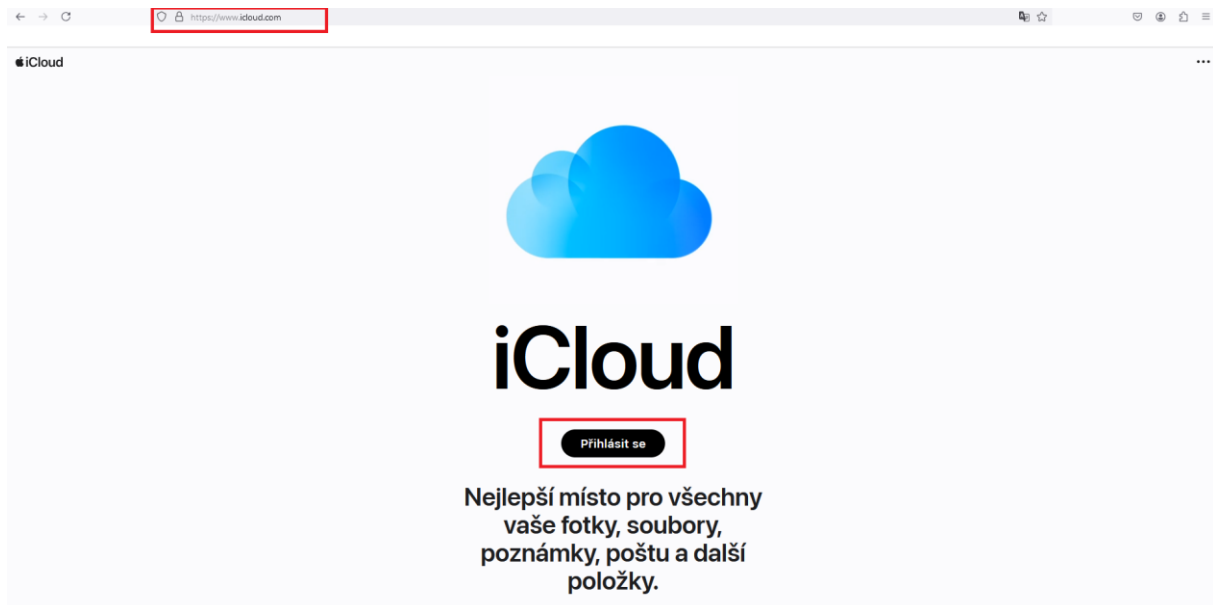 https://www.icloud.com
iCloud
iCloud
Přihlásit se
Nejlepší místo pro všechny
vaše fotky, soubory,
poznámky, poštu a další
položky.